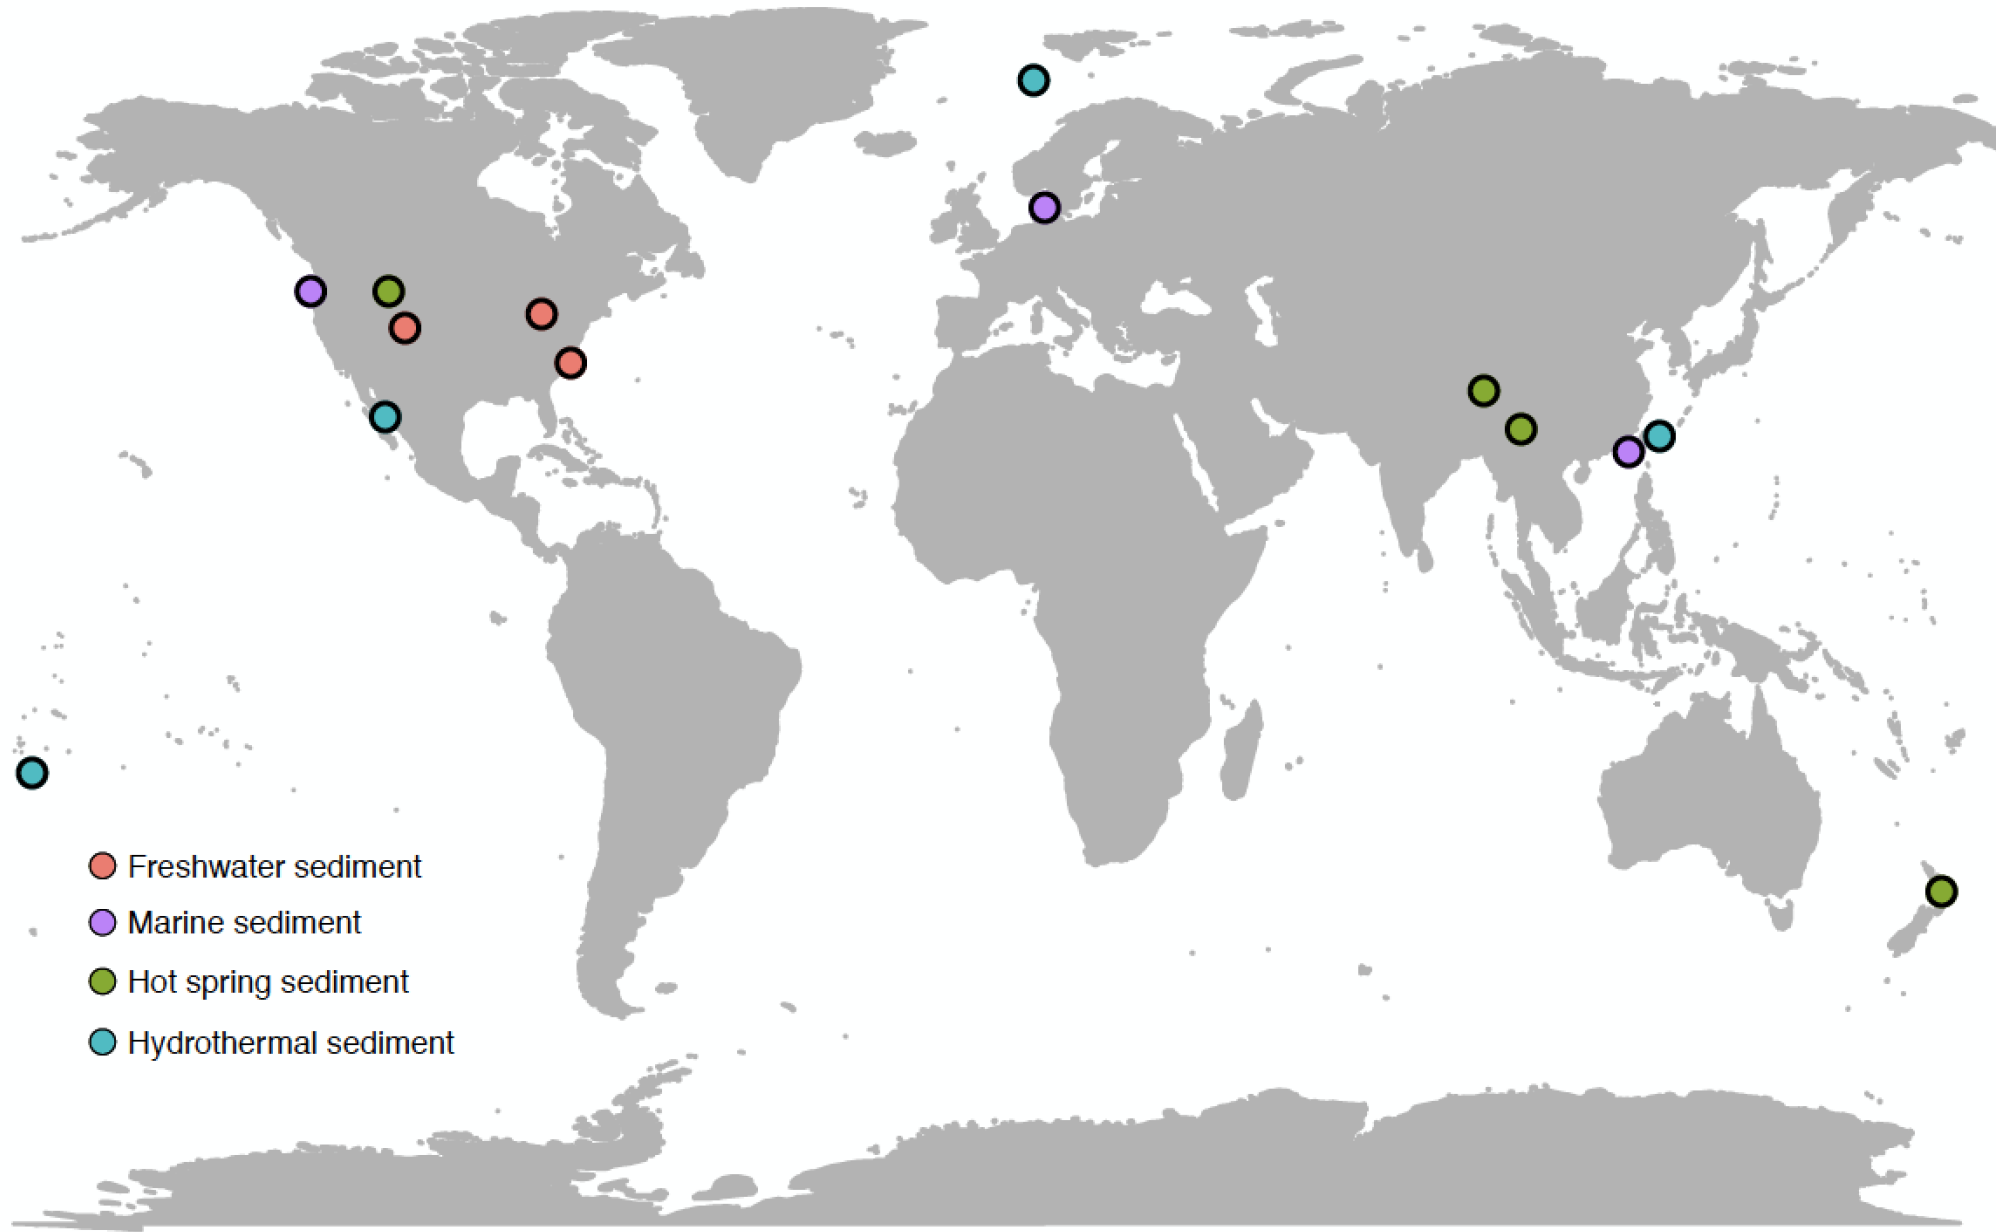 Freshwater sediment
Marine sediment
Hot spring sediment
Hydrothermal sediment